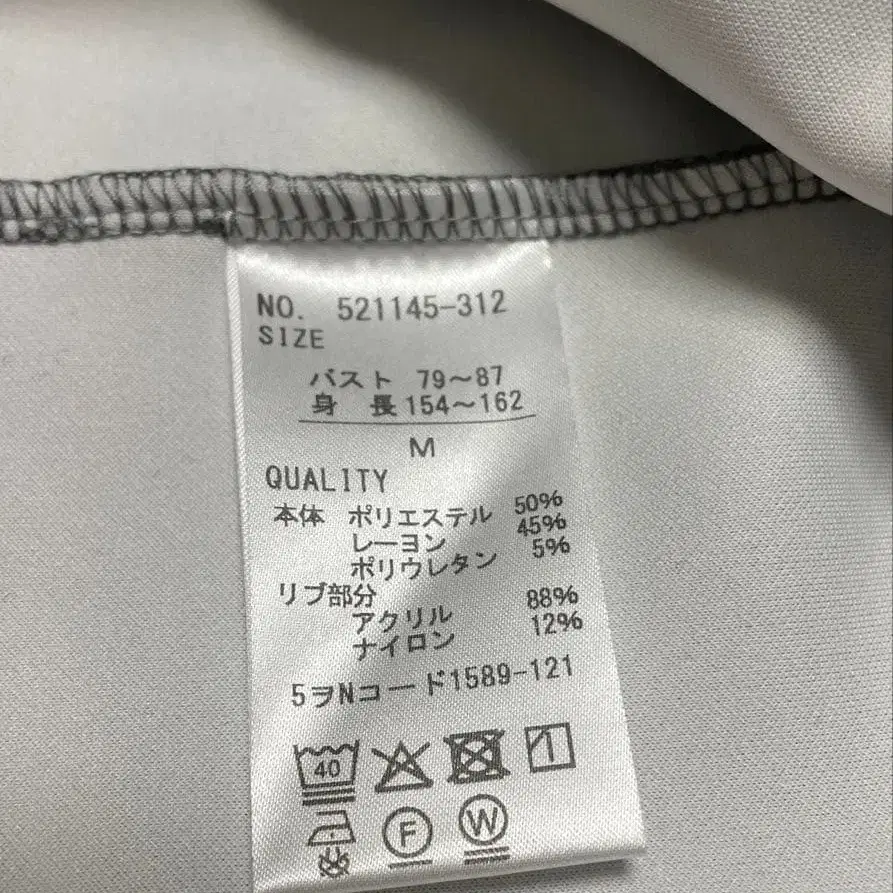 NO. 521145-312
SIZE
バスト 79〜87
身 長 154〜162
M
QUALITY
本体 ポリエステル 50%
レーヨン 45%
ポリウレタン 5%
リブ部分
アクリル 88%
ナイロン 12%
5ヲNコード1589-121
40
F W